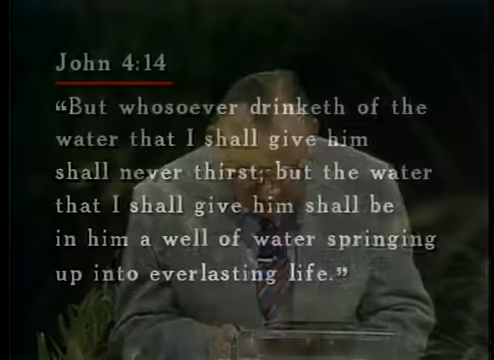 John 4:14
“But whosoever drinketh of the
water that I shall give him
shall never thirst; but the water
that I shall give him shall be
in him a well of water springing
up into everlasting life.”